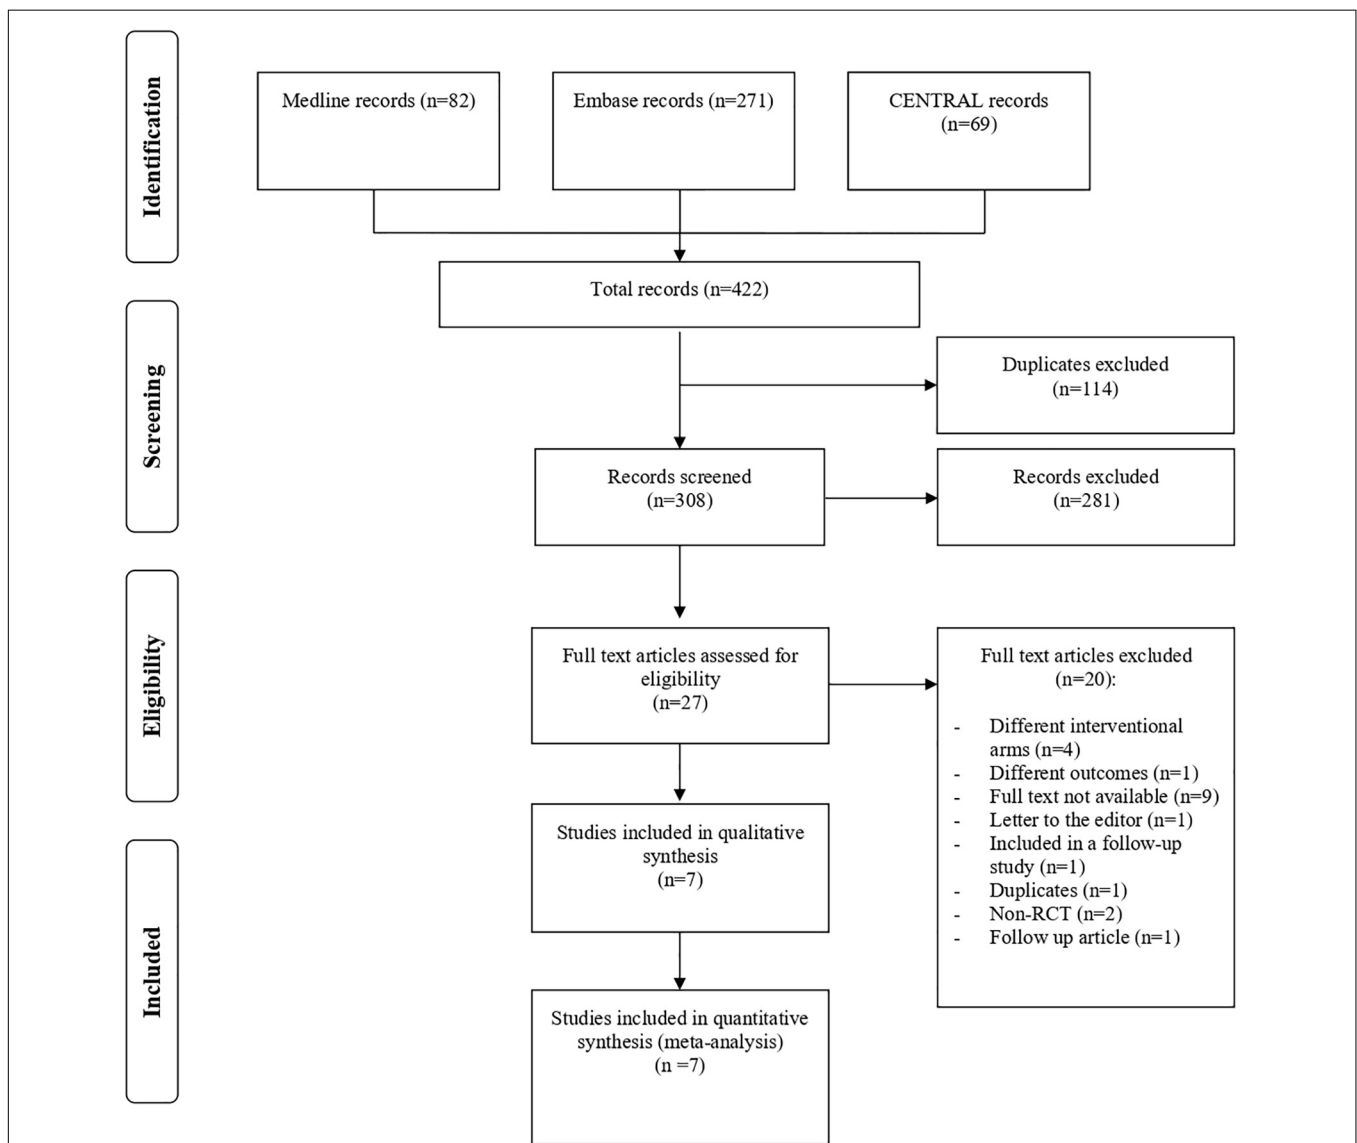 Identification
Medline records (n=82)
Embase records (n=271)
CENTRAL records
(n=69)
Total records (n=422)
Screening
Duplicates excluded
(n=114)
Records screened
(n=308)
Records excluded
(n=281)
Eligibility
Full text articles assessed for
eligibility
(n=27)
Full text articles excluded
(n=20):
- Different interventional
arms (n=4)
- Different outcomes (n=1)
- Full text not available (n=9)
- Letter to the editor (n=1)
- Included in a follow-up
study (n=1)
- Duplicates (n=1)
- Non-RCT (n=2)
- Follow up article (n=1)
Included
Studies included in qualitative
synthesis
(n=7)
Studies included in quantitative
synthesis (meta-analysis)
(n =7)